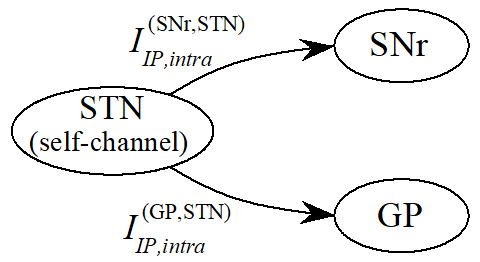 I_{IP,intra}^{(SNr,STN)}
SNr
STN
(self-channel)
I_{IP,intra}^{(GP,STN)}
GP